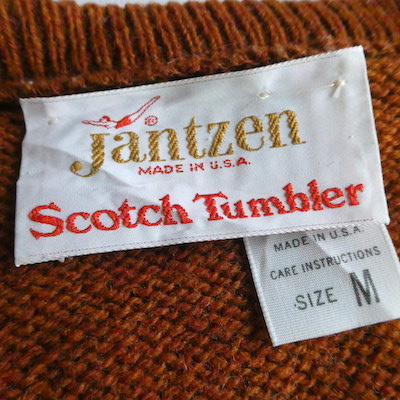 Jantzen®
MADE IN U.S.A.
Scotch Tumbler
MADE IN U.S.A.
CARE INSTRUCTIONS
SIZE M